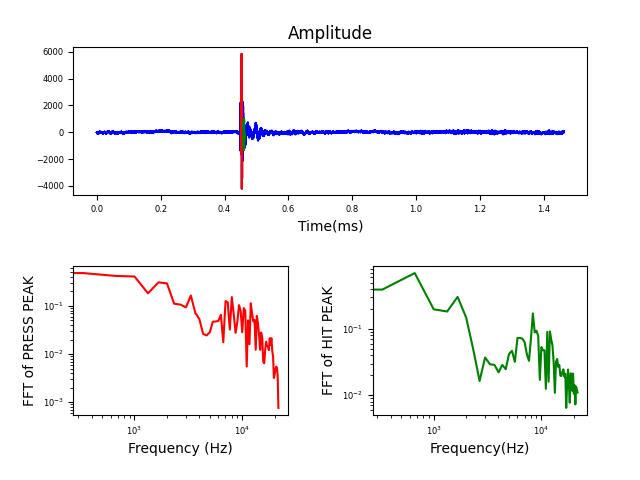 Amplitude
6000
4000
2000
0
−2000
−4000
0.0 0.2 0.4 0.6 0.8 1.0 1.2 1.4
Time(ms)
FFT of PRESS PEAK
10⁻¹
10⁻²
10⁻³
10³ 10⁴
Frequency (Hz)
FFT of HIT PEAK
10⁻¹
10⁻²
10³ 10⁴
Frequency(Hz)